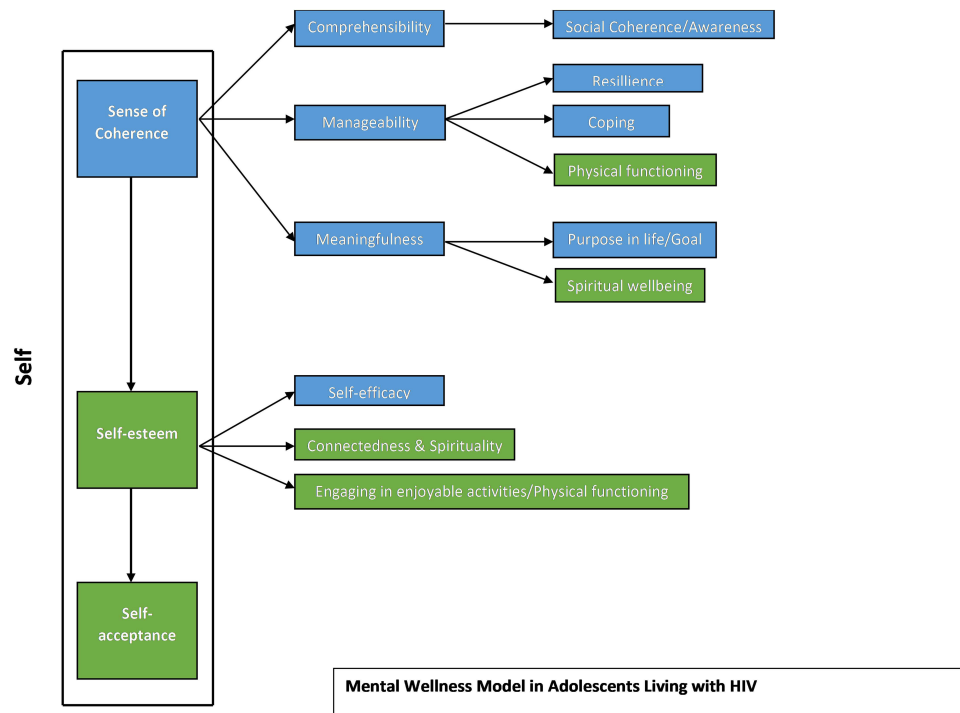 Comprehensibility
Social Coherence/Awareness
Sense of
Coherence
Resillience
Manageability
Coping
Physical functioning
Meaningfulness
Purpose in life/Goal
Spiritual wellbeing
Self
Self-efficacy
Self-esteem
Connectedness & Spirituality
Engaging in enjoyable activities/Physical functioning
Self-
acceptance
Mental Wellness Model in Adolescents Living with HIV